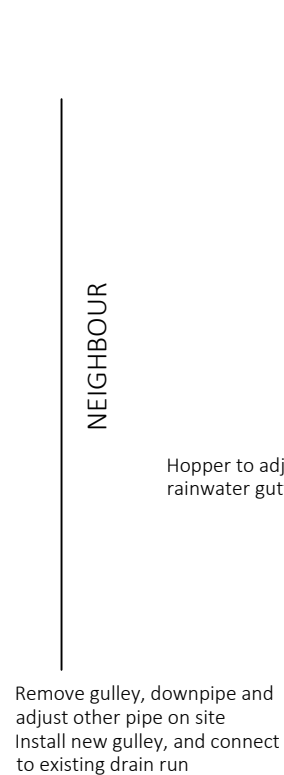 NEIGHBOUR
Hopper to adj
rainwater gut
Remove gulley, downpipe and
adjust other pipe on site
Install new gulley, and connect
to existing drain run